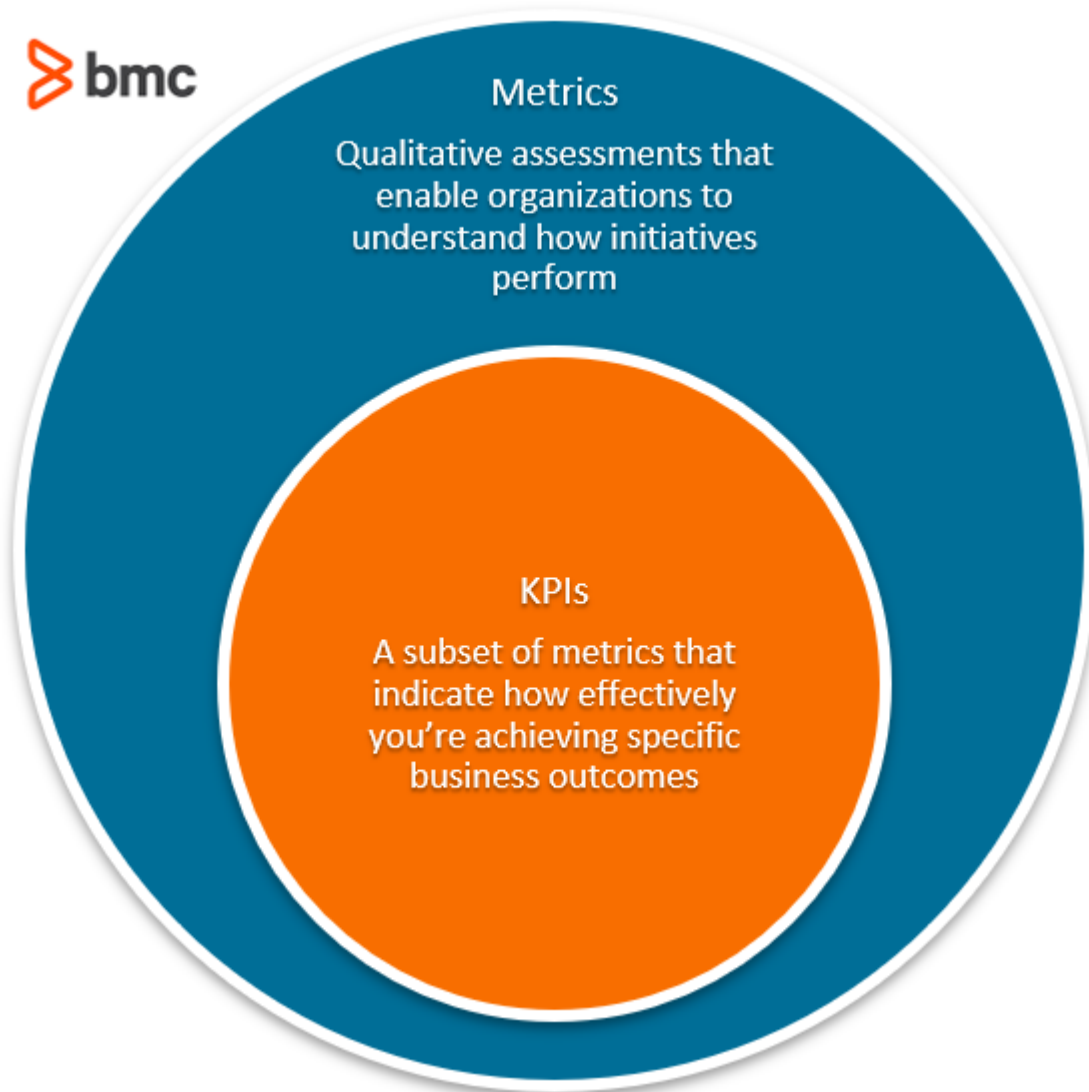 bmc
Metrics
Qualitative assessments that
enable organizations to
understand how initiatives
perform
KPIs
A subset of metrics that
indicate how effectively
you’re achieving specific
business outcomes